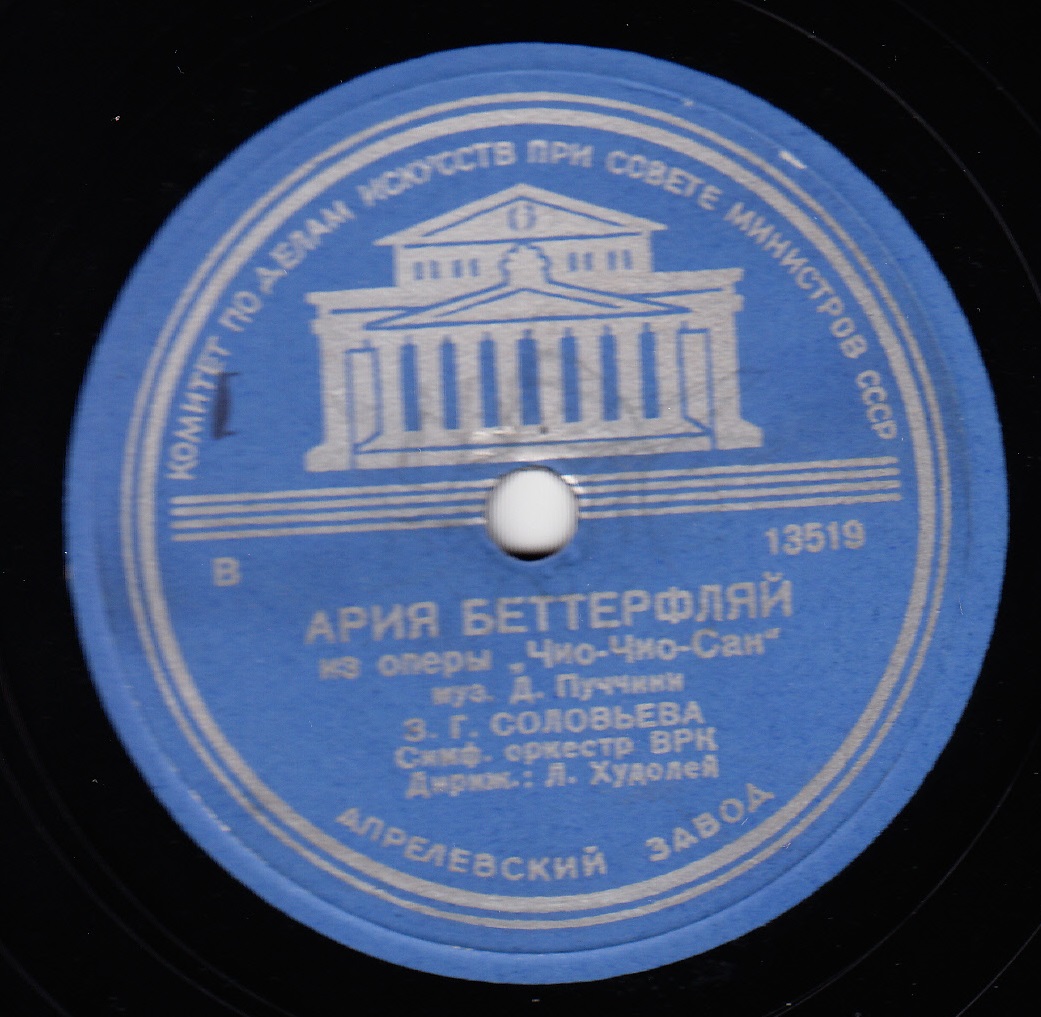 КОМИТЕТ ПО ДЕЛАМ ИСКУССТВ ПРИ СОВЕТЕ МИНИСТРОВ СССР
В
13519
АРИЯ БЕТТЕРФЛЯЙ
из оперы „Чио-Чио-Сан“
муз. Д. Пуччини
З. Г. СОЛОВЬЕВА
Симф. оркестр ВРК
Дириж.: Л. Худолей
АПРЕЛЕВСКИЙ ЗАВОД